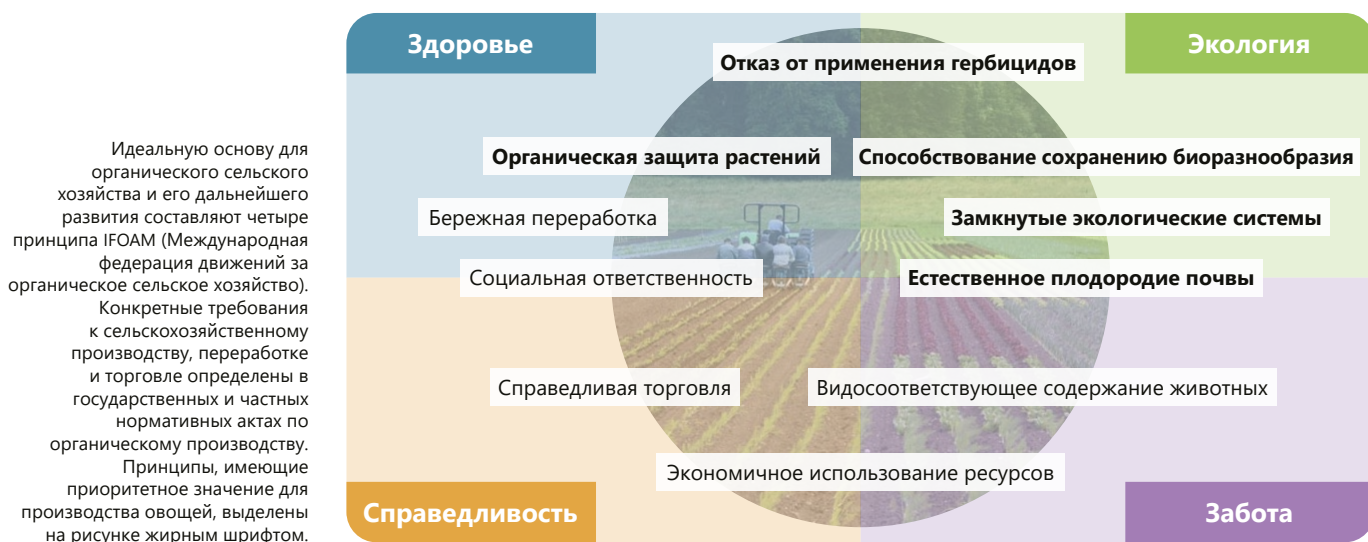 Идеальную основу для
органического сельского
хозяйства и его дальнейшего
развития составляют четыре
принципа IFOAM (Международная
федерация движений за
органическое сельское хозяйство).
Конкретные требования
к сельскохозяйственному
производству, переработке
и торговле определены в
государственных и частных
нормативных актах по
органическому производству.
Принципы, имеющие
приоритетное значение для
производства овощей, выделены
на рисунке жирным шрифтом.
Здоровье
Экология
Отказ от применения гербицидов
Органическая защита растений
Способствование сохранению биоразнообразия
Бережная переработка
Замкнутые экологические системы
Социальная ответственность
Естественное плодородие почвы
Справедливая торговля
Видосоответствующее содержание животных
Экономичное использование ресурсов
Справедливость
Забота